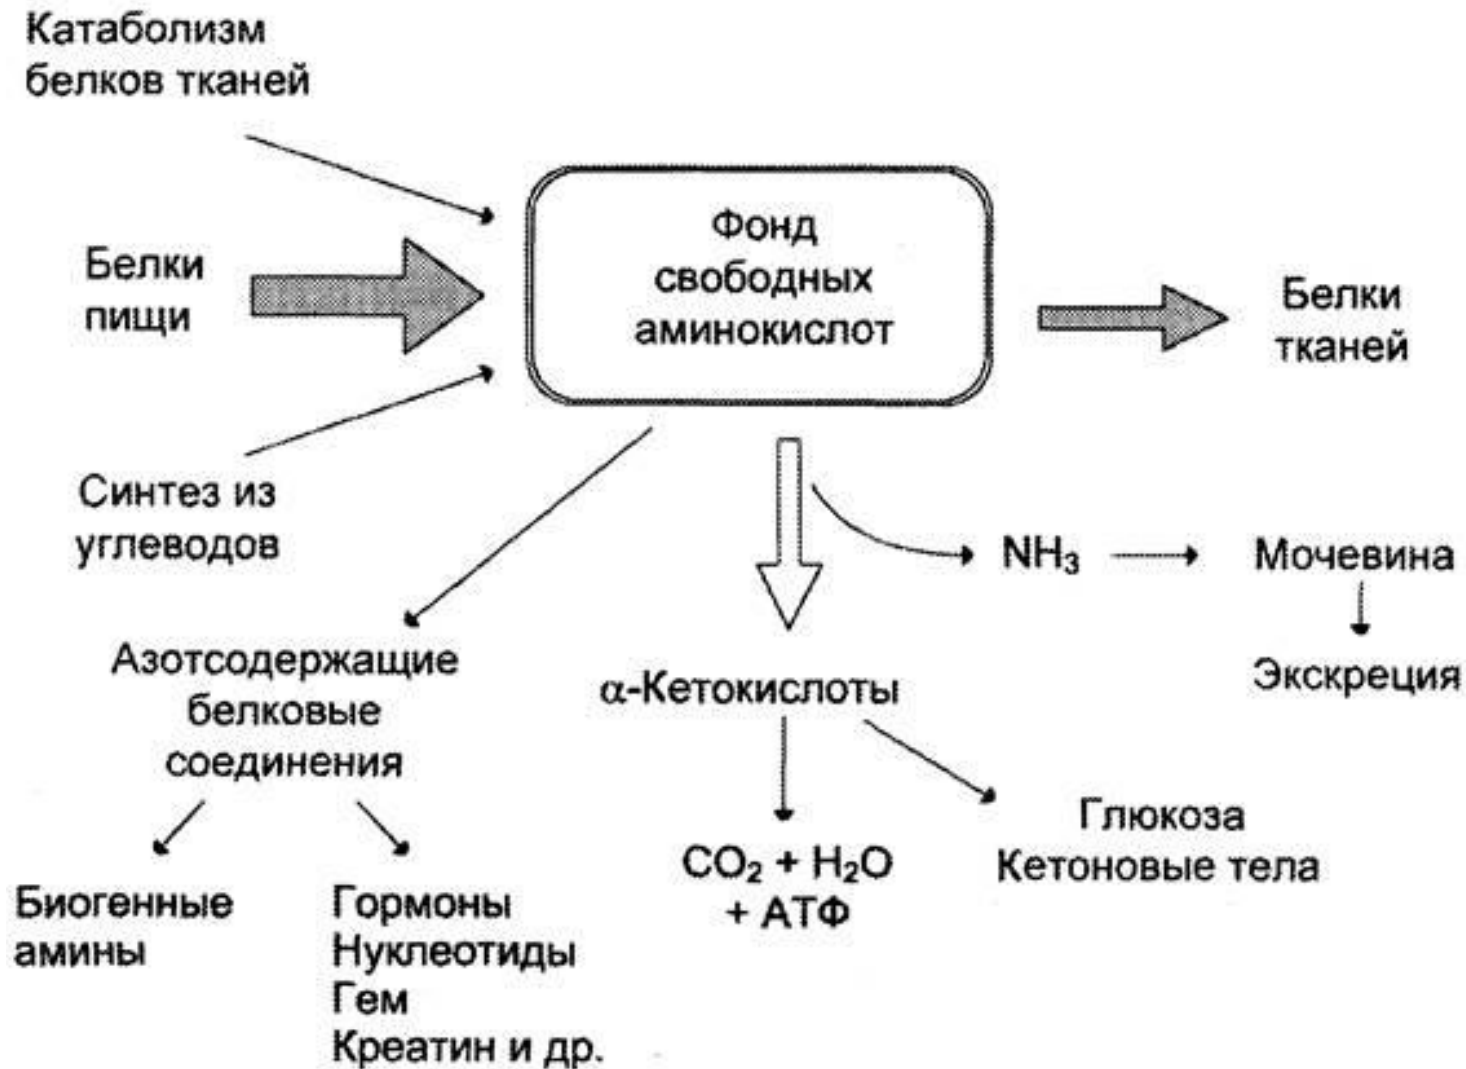 Катаболизм
белков тканей
Фонд
свободных
аминокислот
Белки
пищи
Белки
тканей
Синтез из
углеводов
NH₃
Мочевина
Экскреция
Азотсодержащие
белковые
соединения
α-Кетокислоты
Биогенные
амины
Гормоны
Нуклеотиды
Гем
Креатин и др.
CO₂ + H₂O
+ АТФ
Глюкоза
Кетоновые тела